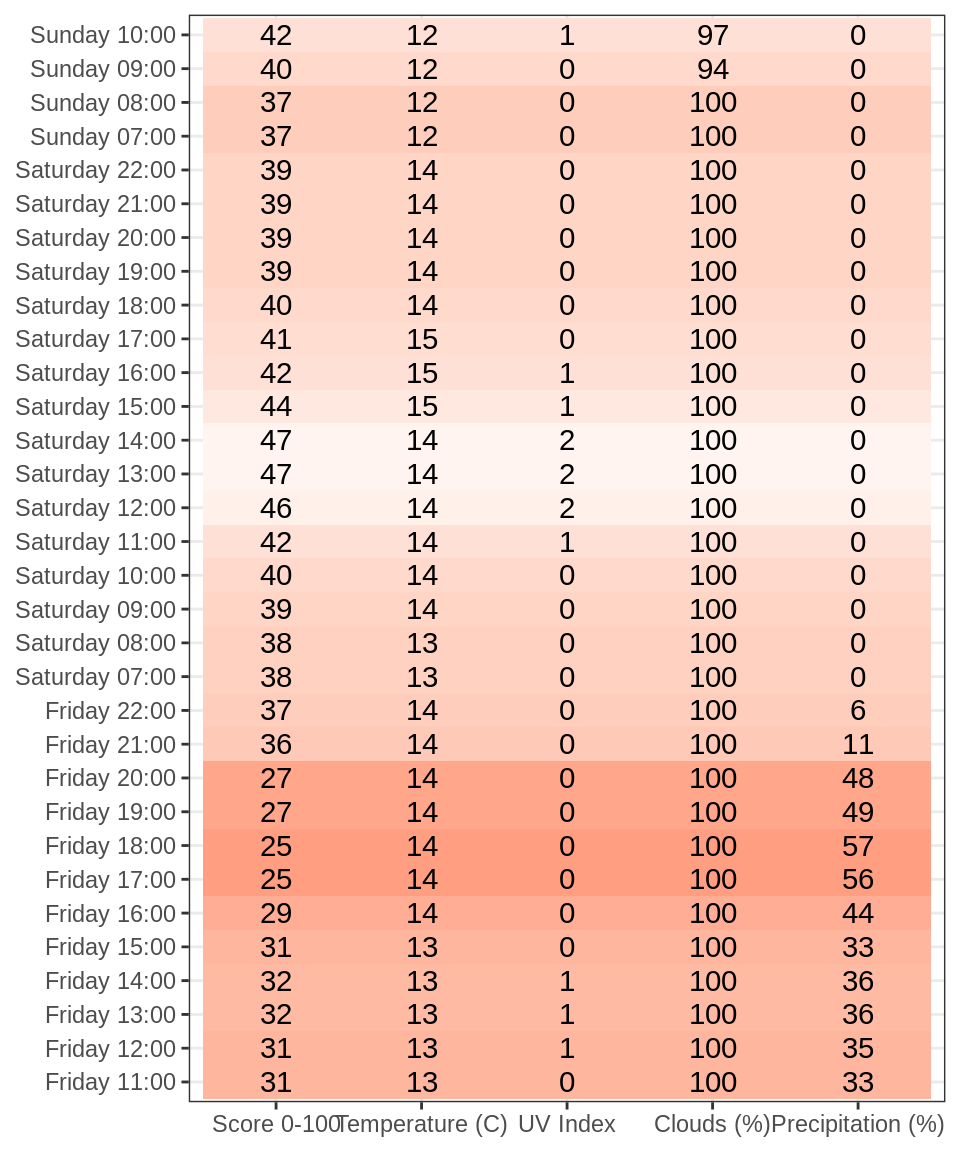 Sunday 10:00 42 12 1 97 0
Sunday 09:00 40 12 0 94 0
Sunday 08:00 37 12 0 100 0
Sunday 07:00 37 12 0 100 0
Saturday 22:00 39 14 0 100 0
Saturday 21:00 39 14 0 100 0
Saturday 20:00 39 14 0 100 0
Saturday 19:00 39 14 0 100 0
Saturday 18:00 40 14 0 100 0
Saturday 17:00 41 15 0 100 0
Saturday 16:00 42 15 1 100 0
Saturday 15:00 44 15 1 100 0
Saturday 14:00 47 14 2 100 0
Saturday 13:00 47 14 2 100 0
Saturday 12:00 46 14 2 100 0
Saturday 11:00 42 14 1 100 0
Saturday 10:00 40 14 0 100 0
Saturday 09:00 39 14 0 100 0
Saturday 08:00 38 13 0 100 0
Saturday 07:00 38 13 0 100 0
Friday 22:00 37 14 0 100 6
Friday 21:00 36 14 0 100 11
Friday 20:00 27 14 0 100 48
Friday 19:00 27 14 0 100 49
Friday 18:00 25 14 0 100 57
Friday 17:00 25 14 0 100 56
Friday 16:00 29 14 0 100 44
Friday 15:00 31 13 0 100 33
Friday 14:00 32 13 1 100 36
Friday 13:00 32 13 1 100 36
Friday 12:00 31 13 1 100 35
Friday 11:00 31 13 0 100 33
Score 0-100 Temperature (C) UV Index Clouds (%) Precipitation (%)